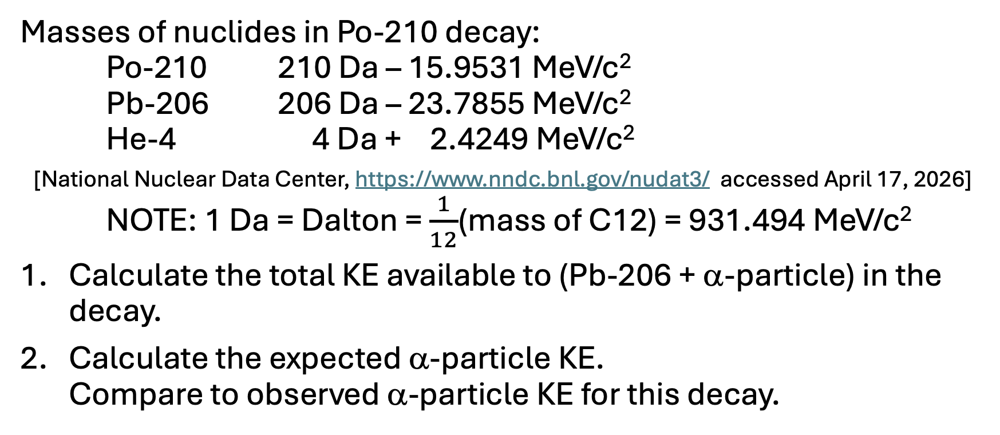 Masses of nuclides in Po-210 decay:
Po-210 210 Da – 15.9531 MeV/c²
Pb-206 206 Da – 23.7855 MeV/c²
He-4 4 Da + 2.4249 MeV/c²
[National Nuclear Data Center, https://www.nndc.bnl.gov/nudat3/ accessed April 17, 2026]
NOTE: 1 Da = Dalton = 1/12(mass of C12) = 931.494 MeV/c²
1. Calculate the total KE available to (Pb-206 + α-particle) in the
decay.
2. Calculate the expected α-particle KE.
Compare to observed α-particle KE for this decay.